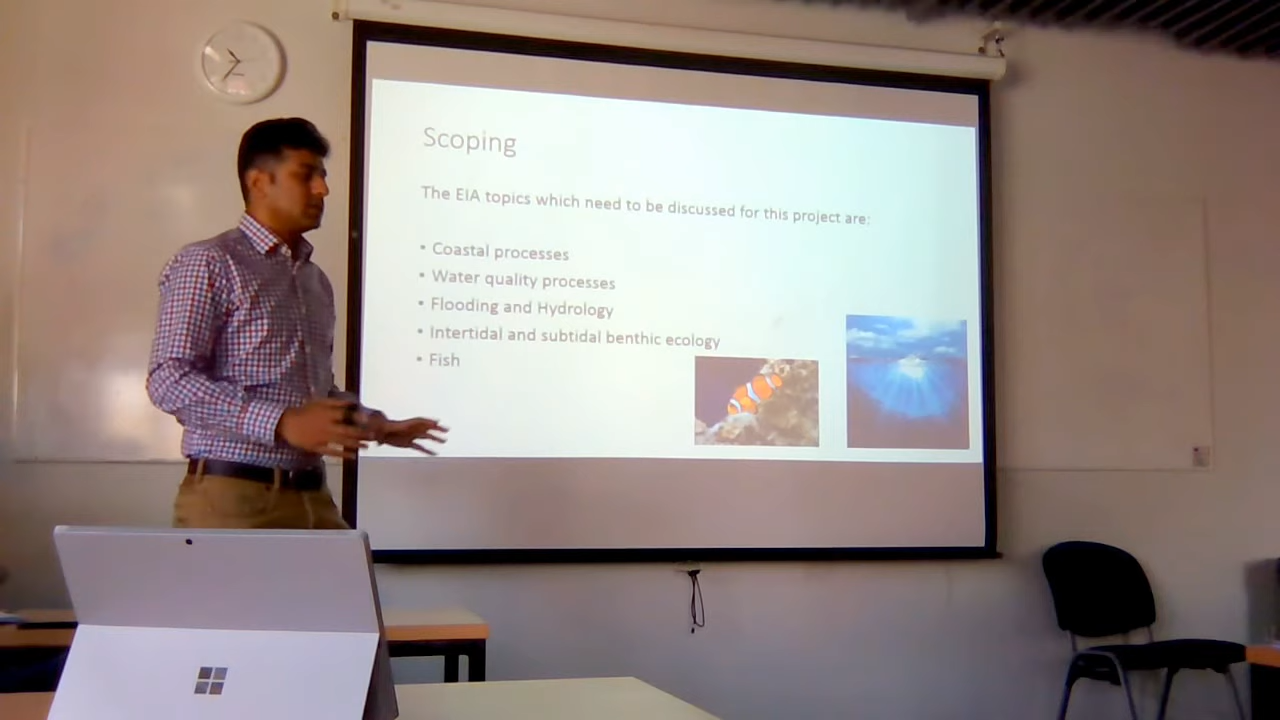 Scoping
The EIA topics which need to be discussed for this project are:
• Coastal processes
• Water quality processes
• Flooding and Hydrology
• Intertidal and subtidal benthic ecology
• Fish